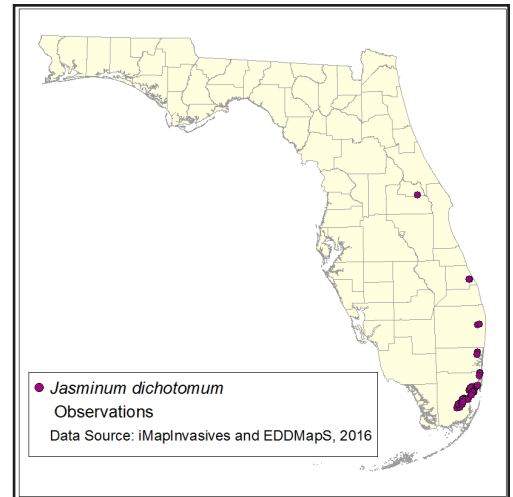 Jasminum dichotomum
Observations
Data Source: iMapInvasives and EDDMapS, 2016